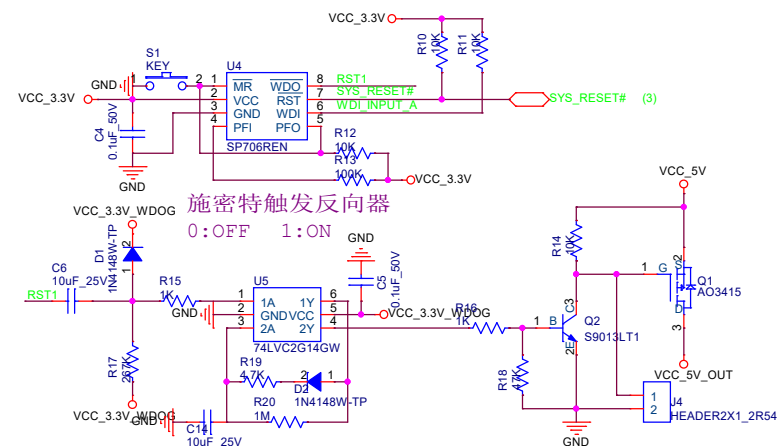 VCC_3.3V
R10
10K
R11
10K
S1
KEY
U4
GND
1
2
1
MR
WDO
8
RST1
VCC_3.3V
2
VCC
RST
7
SYS_RESET#
SYS_RESET# (3)
3
GND
WDI
6
WDI_INPUT_A
4
PFI
PFO
5
SP706REN
C4
0.1uF_50V
GND
R12
10K
R13
100K
VCC_3.3V
施密特触发反向器
0:OFF 1:ON
VCC_3.3V_WDOG
D1
1N4148W-TP
1
2
C6
10uF_25V
RST1
R15
1K
GND
U5
1
1A
1Y
6
2
GND
VCC
5
3
2A
2Y
4
74LVC2G14GW
GND
C5
0.1uF_50V
VCC_3.3V_WDOG
R17
267K
VCC_3.3V_WDOG
R19
4.7K
D2
2
1
1N4148W-TP
R20
1M
GND
C14
10uF_25V
R16
1K
R18
47K
1
B
C3
2E
Q2
S9013LT1
R14
10K
VCC_5V
1
G
S
2
D
3
Q1
AO3415
VCC_5V_OUT
1
2
J4
HEADER2X1_2R54
GND